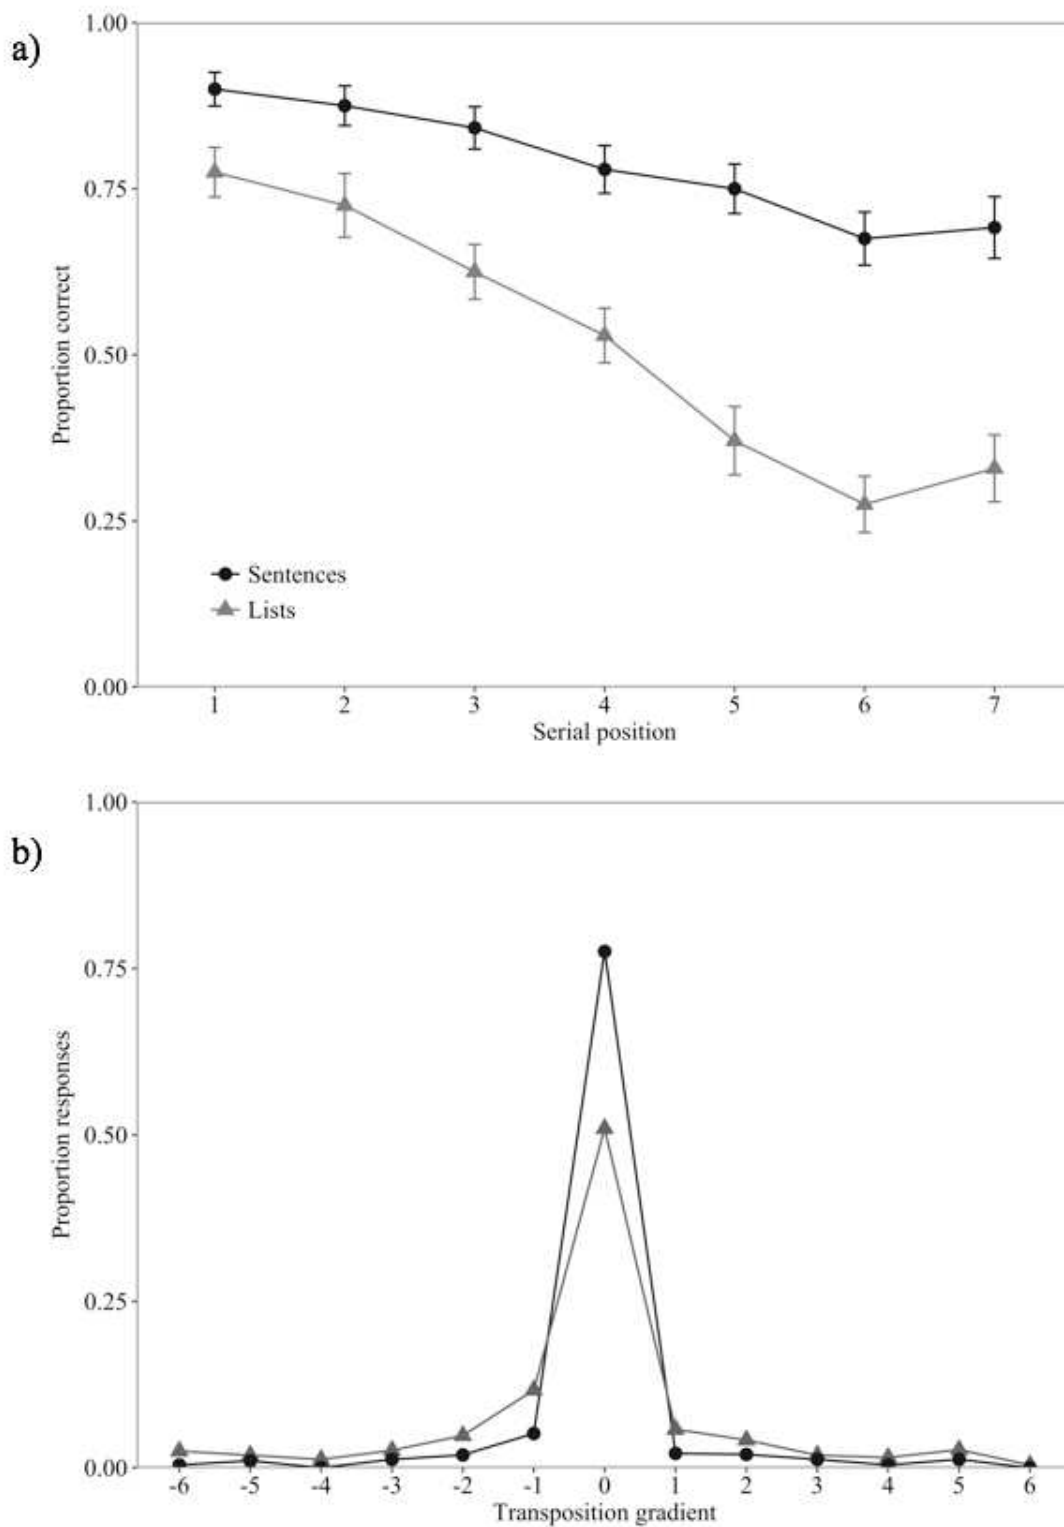 a)
1.00
0.75
0.50
0.25
0.00
Proportion correct
Sentences
Lists
1 2 3 4 5 6 7
Serial position
b)
1.00
0.75
0.50
0.25
0.00
Proportion responses
-6 -5 -4 -3 -2 -1 0 1 2 3 4 5 6
Transposition gradient